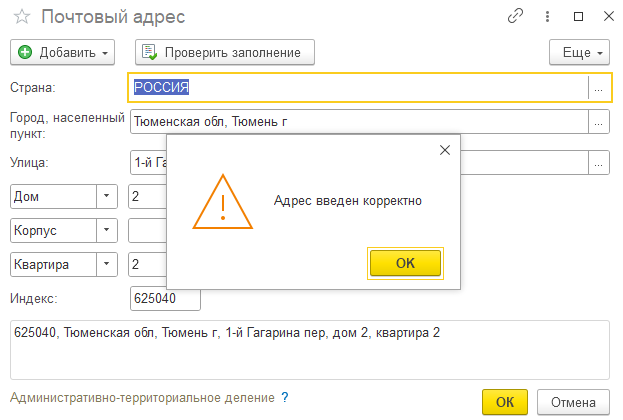 Почтовый адрес
Добавить
Проверить заполнение
Еще
Страна:
РОССИЯ
...
Город, населенный
пункт:
Тюменская обл, Тюмень г
...
Улица:
1-й Га
...
Дом
2
Адрес введен корректно
Корпус
Квартира
2
OK
Индекс:
625040
625040, Тюменская обл, Тюмень г, 1-й Гагарина пер, дом 2, квартира 2
Административно-территориальное деление ?
OK
Отмена